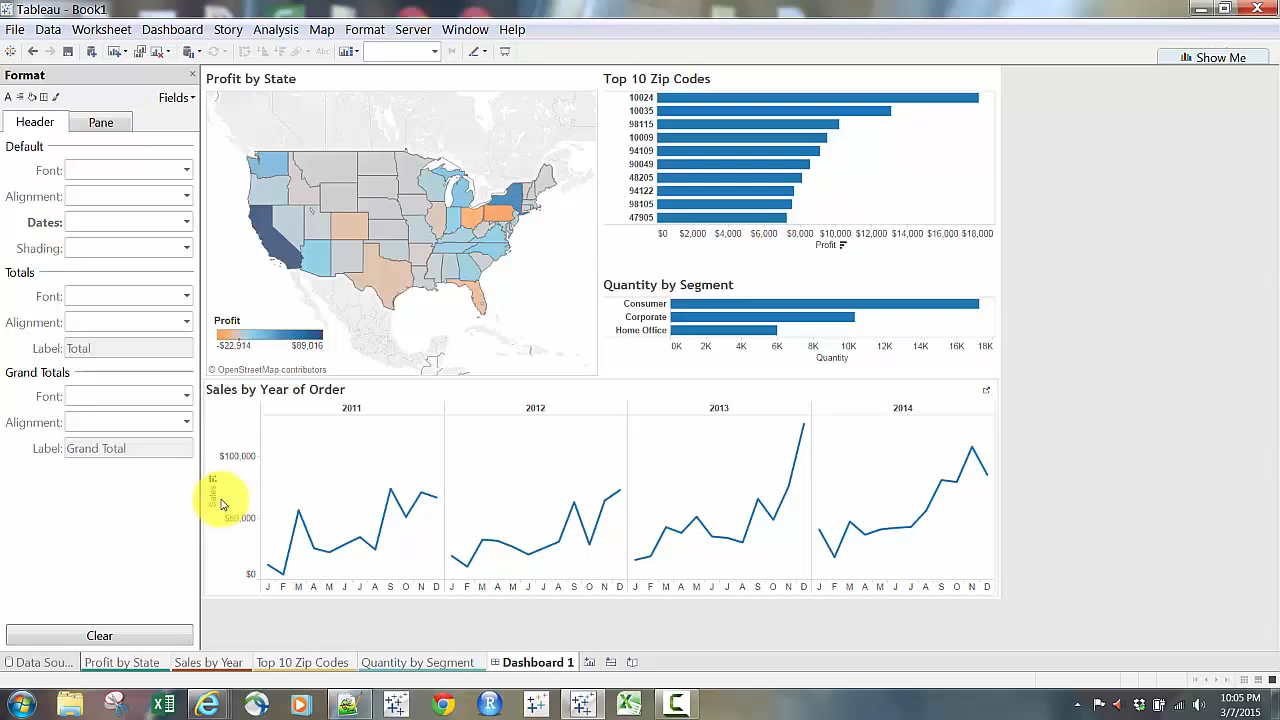 Tableau - Book1
File Data Worksheet Dashboard Story Analysis Map Format Server Window Help
Abc
Show Me
Format
Fields
Header Pane
Default
Font:
Alignment:
Dates:
Shading:
Totals
Font:
Alignment:
Label: Total
Grand Totals
Font:
Alignment:
Label: Grand Total
Clear
Profit by State
Profit
-$22,914 $89,016
© OpenStreetMap contributors
Top 10 Zip Codes
10024
10035
98115
10009
94109
90049
48205
94122
98105
47905
$0 $2,000 $4,000 $6,000 $8,000 $10,000 $12,000 $14,000 $16,000 $18,000
Profit
Quantity by Segment
Consumer
Corporate
Home Office
0K 2K 4K 6K 8K 10K 12K 14K 16K 18K
Quantity
Sales by Year of Order
2011 2012 2013 2014
$100,000
Sales
$50,000
$0
J F M A M J J A S O N D J F M A M J J A S O N D J F M A M J J A S O N D J F M A M J J A S O N D
Data Sou... Profit by State Sales by Year Top 10 Zip Codes Quantity by Segment Dashboard 1
10:05 PM
3/7/2015